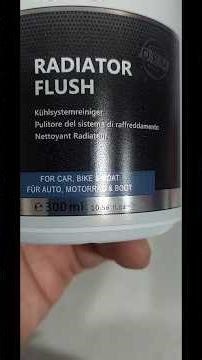 RADIATOR
FLUSH
Kühlsystemreiniger
Pulitore del sistema di raffreddamento
Nettoyant Radiateur
FOR CAR, BIKE & BOAT
FÜR AUTO, MOTORRAD & BOOT
e 300 ml